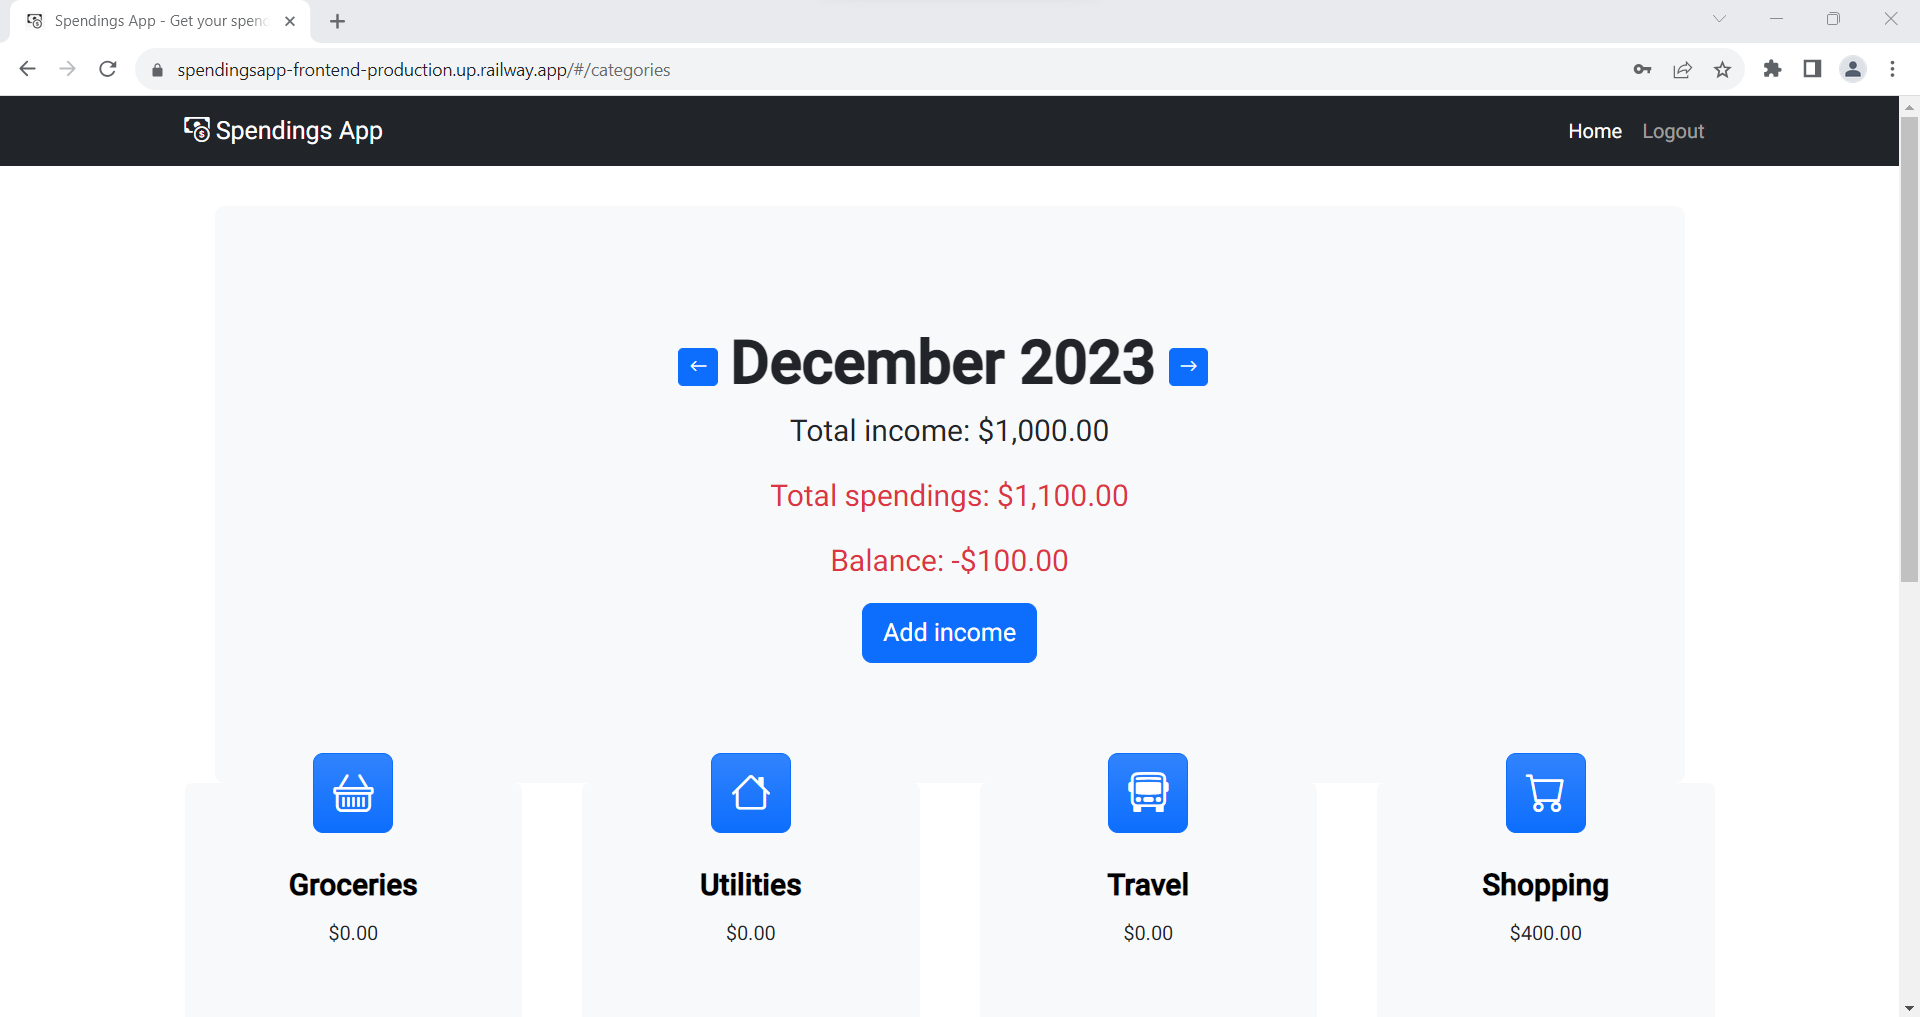 Spendings App - Get your spen
spendingsapp-frontend-production.up.railway.app/#/categories
Spendings App
Home Logout
December 2023
Total income: $1,000.00
Total spendings: $1,100.00
Balance: -$100.00
Add income
Groceries Utilities Travel Shopping
$0.00 $0.00 $0.00 $400.00